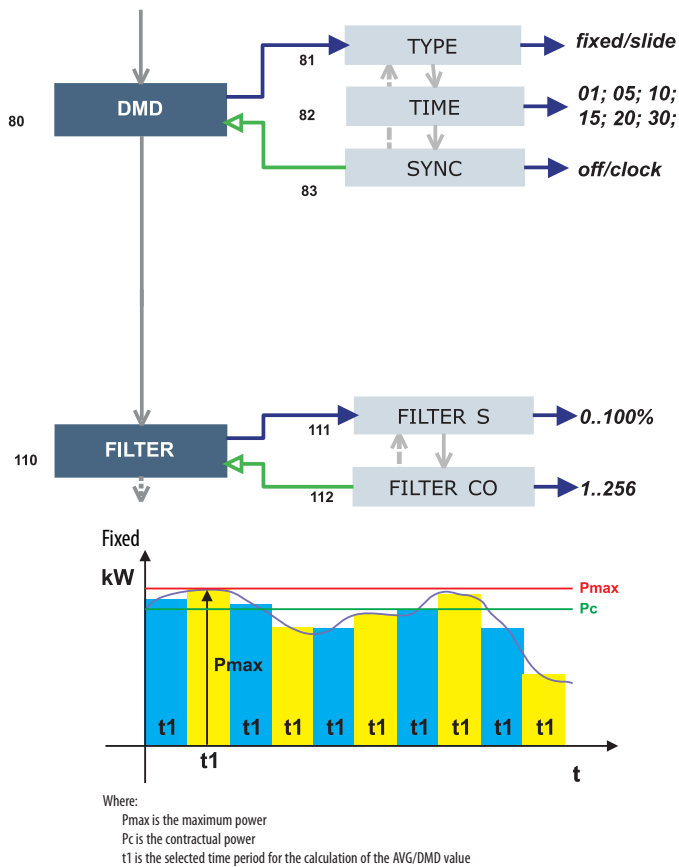 81
TYPE
fixed/slide
80
DMD
82
TIME
01; 05; 10;
15; 20; 30;
83
SYNC
off/clock
110
FILTER
111
FILTER S
0..100%
112
FILTER CO
1..256
Fixed
kW
Pmax
Pc
Pmax
t1 t1 t1 t1 t1 t1 t1 t1 t1
t1
t
Where:
Pmax is the maximum power
Pc is the contractual power
t1 is the selected time period for the calculation of the AVG/DMD value